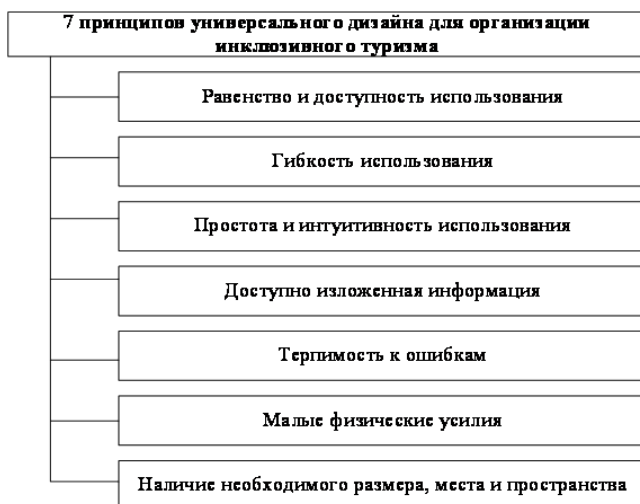 7 принципов универсального дизайна для организации
инклюзивного туризма
Равенство и доступность использования
Гибкость использования
Простота и интуитивность использования
Доступно изложенная информация
Терпимость к ошибкам
Малые физические усилия
Наличие необходимого размера, места и пространства